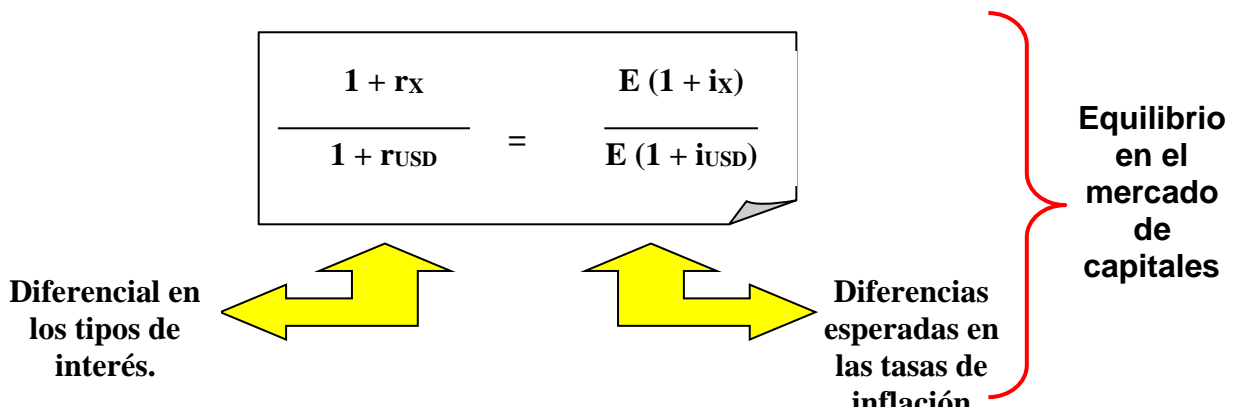 1 + rX
1 + rUSD
=
E (1 + iX)
E (1 + iUSD)
Diferencial en
los tipos de
interés.
Diferencias
esperadas en
las tasas de
inflación
Equilibrio
en el
mercado
de
capitales